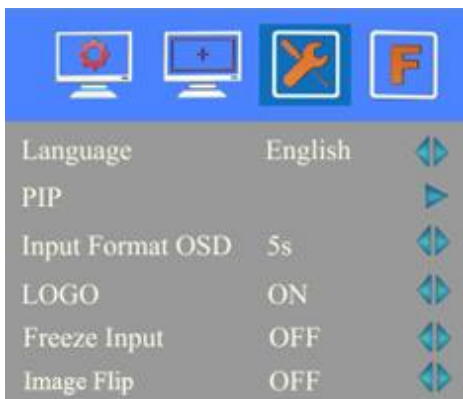 F
Language English
PIP
Input Format OSD 5s
LOGO ON
Freeze Input OFF
Image Flip OFF